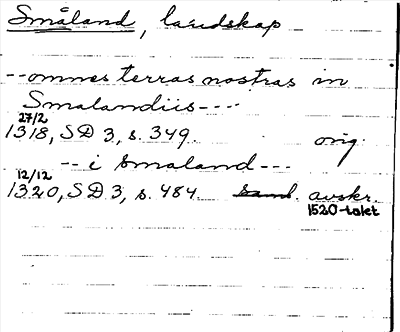 Småland, landskap
--omnes terras nostras in
Smalandiis----
27/2
1318, SD 3, s. 349. orig.
-- i smaland ---
12/12
1320, SD 3, s. 484. saml. avskr.
1520-talet